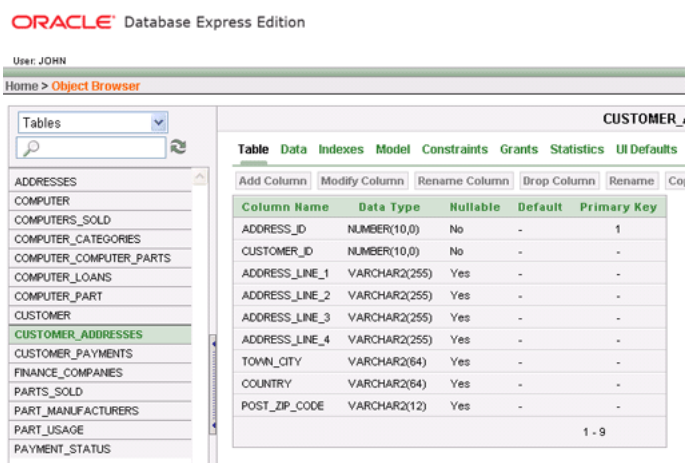 ORACLE Database Express Edition
User: JOHN
Home > Object Browser
Tables
ADDRESSES
COMPUTER
COMPUTERS_SOLD
COMPUTER_CATEGORIES
COMPUTER_COMPUTER_PARTS
COMPUTER_LOANS
COMPUTER_PART
CUSTOMER
CUSTOMER_ADDRESSES
CUSTOMER_PAYMENTS
FINANCE_COMPANIES
PARTS_SOLD
PART_MANUFACTURERS
PART_USAGE
PAYMENT_STATUS
CUSTOMER_A
Table Data Indexes Model Constraints Grants Statistics UI Defaults
Add Column Modify Column Rename Column Drop Column Rename Cop
Column Name Data Type Nullable Default Primary Key
ADDRESS_ID NUMBER(10,0) No - 1
CUSTOMER_ID NUMBER(10,0) No - -
ADDRESS_LINE_1 VARCHAR2(255) Yes - -
ADDRESS_LINE_2 VARCHAR2(255) Yes - -
ADDRESS_LINE_3 VARCHAR2(255) Yes - -
ADDRESS_LINE_4 VARCHAR2(255) Yes - -
TOWN_CITY VARCHAR2(64) Yes - -
COUNTRY VARCHAR2(64) Yes - -
POST_ZIP_CODE VARCHAR2(12) Yes - -
1 - 9